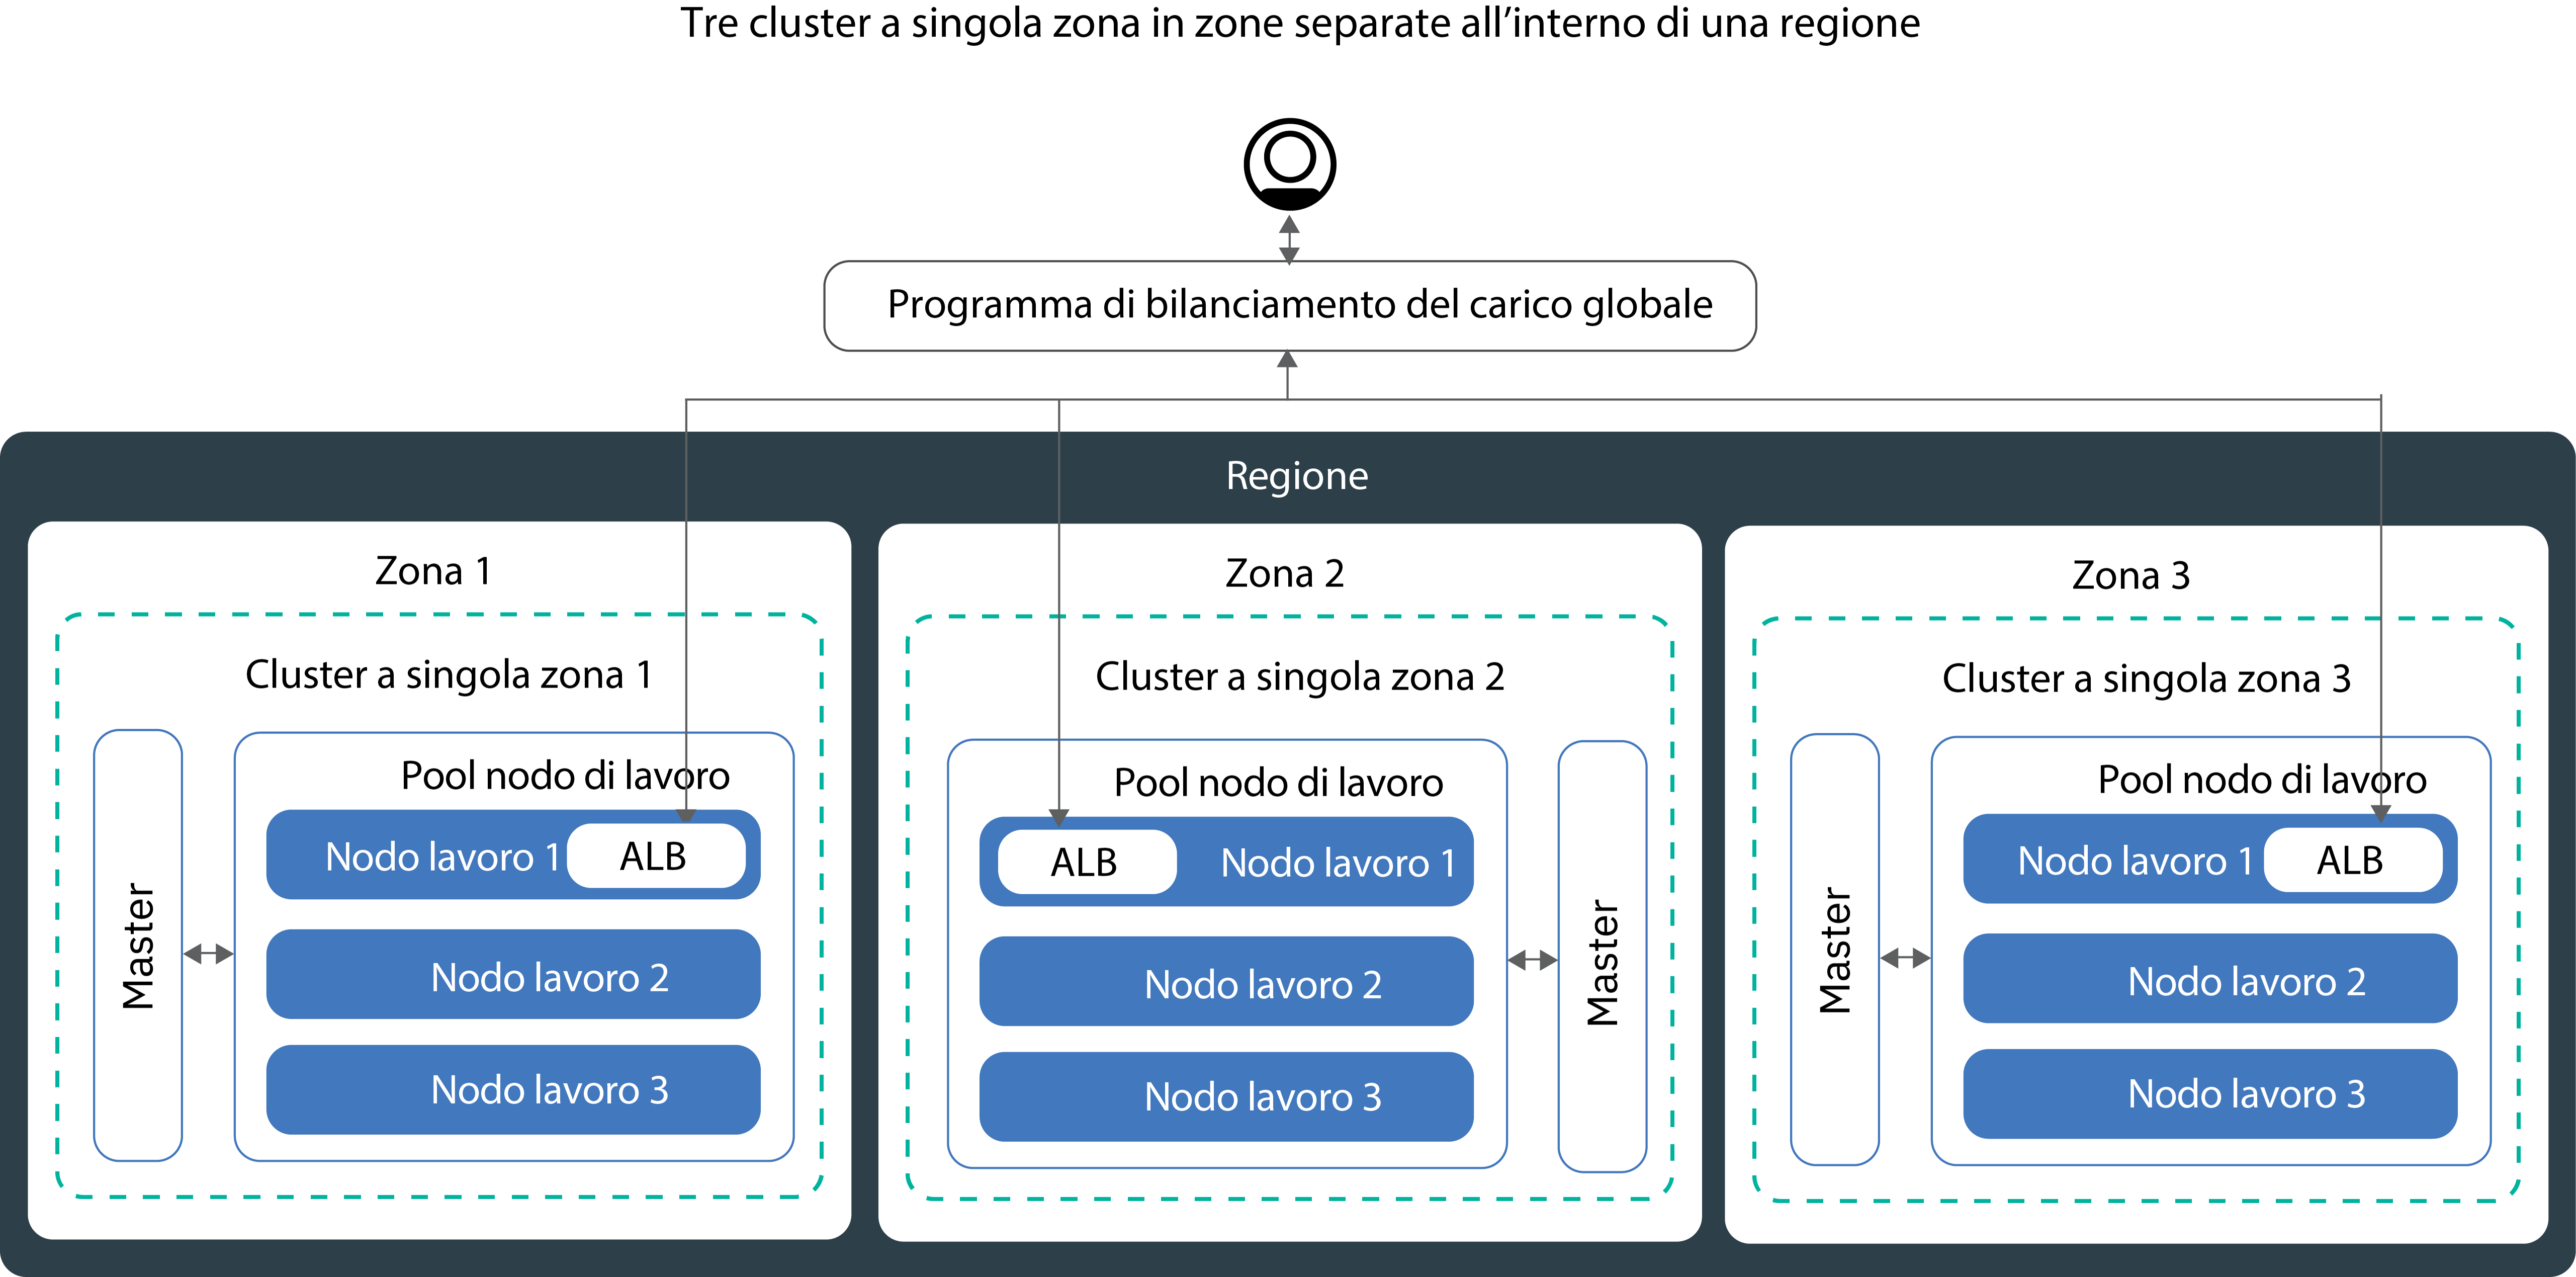 Tre cluster a singola zona in zone separate all’interno di una regione
Programma di bilanciamento del carico globale
Regione
Zona 1
Cluster a singola zona 1
Master
Pool nodo di lavoro
Nodo lavoro 1
ALB
Nodo lavoro 2
Nodo lavoro 3
Zona 2
Cluster a singola zona 2
Pool nodo di lavoro
ALB
Nodo lavoro 1
Nodo lavoro 2
Nodo lavoro 3
Master
Zona 3
Cluster a singola zona 3
Master
Pool nodo di lavoro
Nodo lavoro 1
ALB
Nodo lavoro 2
Nodo lavoro 3